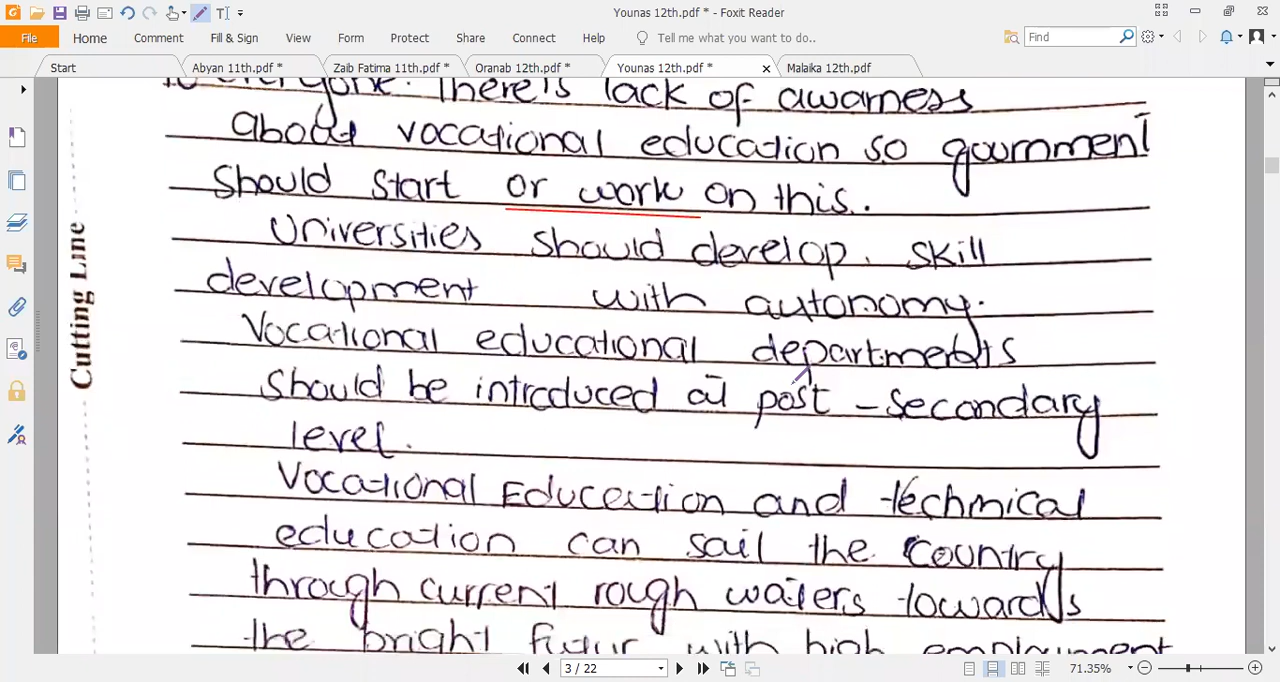 Younas 12th.pdf * - Foxit Reader
File Home Comment Fill & Sign View Form Protect Share Connect Help Tell me what you want to do.. Find
Start Abyan 11th.pdf * Zaib Fatima 11th.pdf * Oranab 12th.pdf * Younas 12th.pdf * Malaika 12th.pdf
Cutting Line
to everyone. There is lack of awarness
about vocational education so gournment
should start or work on this.
Universities should develop. skill
development with autonomy.
Vocational educational departments
should be introduced at post - secondary
level.
Vocational Education and technical
education can sail the country
through current rough waters towards
the bright futur with high employment
3 / 22 71.35%